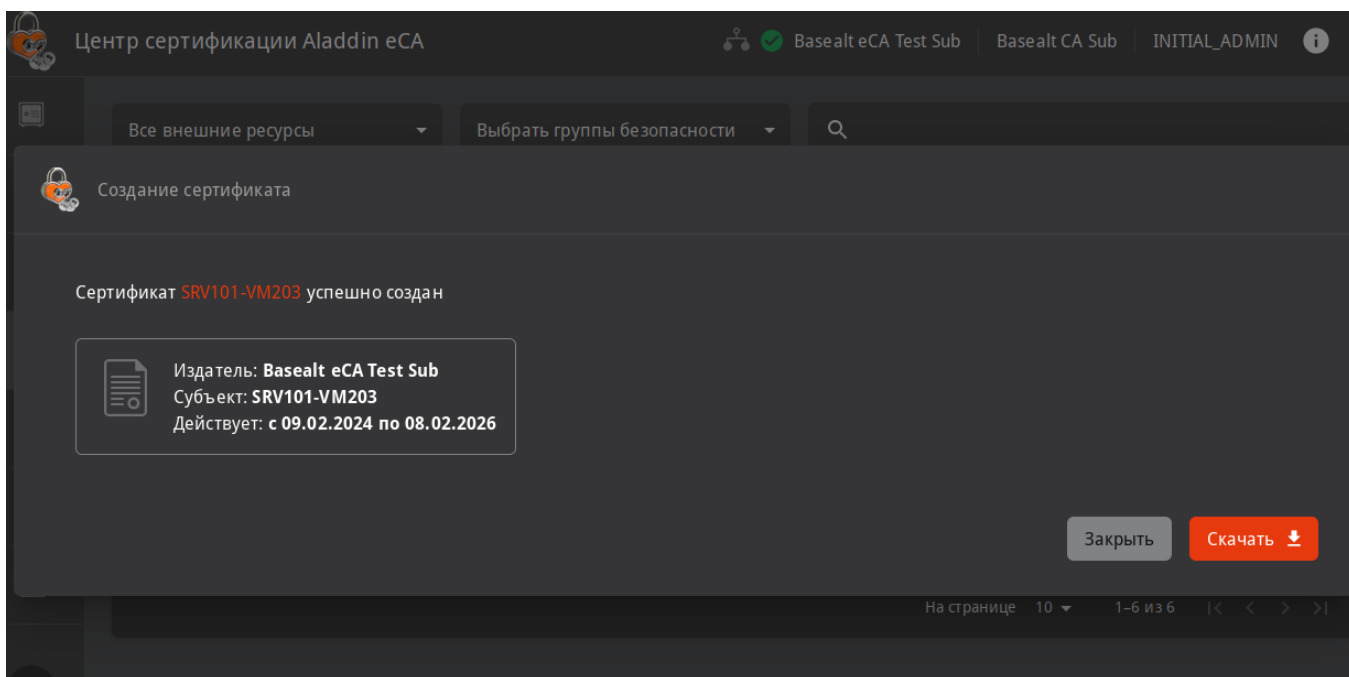 Центр сертификации Aladdin eCA
Basealt eCA Test Sub
Basealt CA Sub
INITIAL_ADMIN
Все внешние ресурсы
Выбрать группы безопасности
Создание сертификата
Сертификат SRV101-VM203 успешно создан
Издатель: Basealt eCA Test Sub
Субъект: SRV101-VM203
Действует: с 09.02.2024 по 08.02.2026
Закрыть
Скачать
На странице 10 1–6 из 6